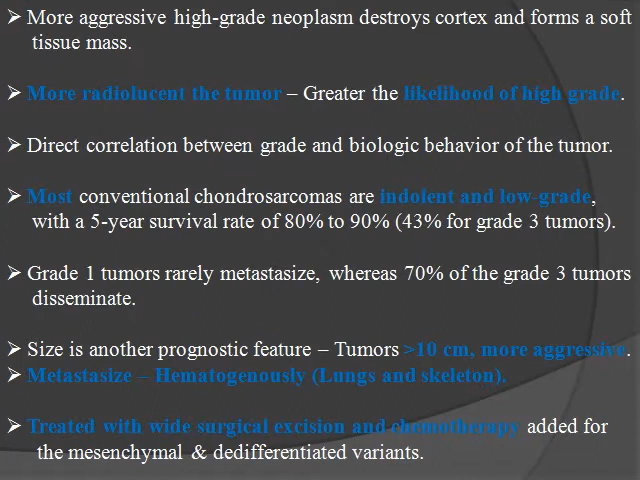 ➢ More aggressive high-grade neoplasm destroys cortex and forms a soft
tissue mass.
➢ More radiolucent the tumor – Greater the likelihood of high grade.
➢ Direct correlation between grade and biologic behavior of the tumor.
➢ Most conventional chondrosarcomas are indolent and low-grade,
with a 5-year survival rate of 80% to 90% (43% for grade 3 tumors).
➢ Grade 1 tumors rarely metastasize, whereas 70% of the grade 3 tumors
disseminate.
➢ Size is another prognostic feature – Tumors >10 cm, more aggressive.
➢ Metastasize – Hematogenously (Lungs and skeleton).
➢ Treated with wide surgical excision and chemotherapy added for
the mesenchymal & dedifferentiated variants.